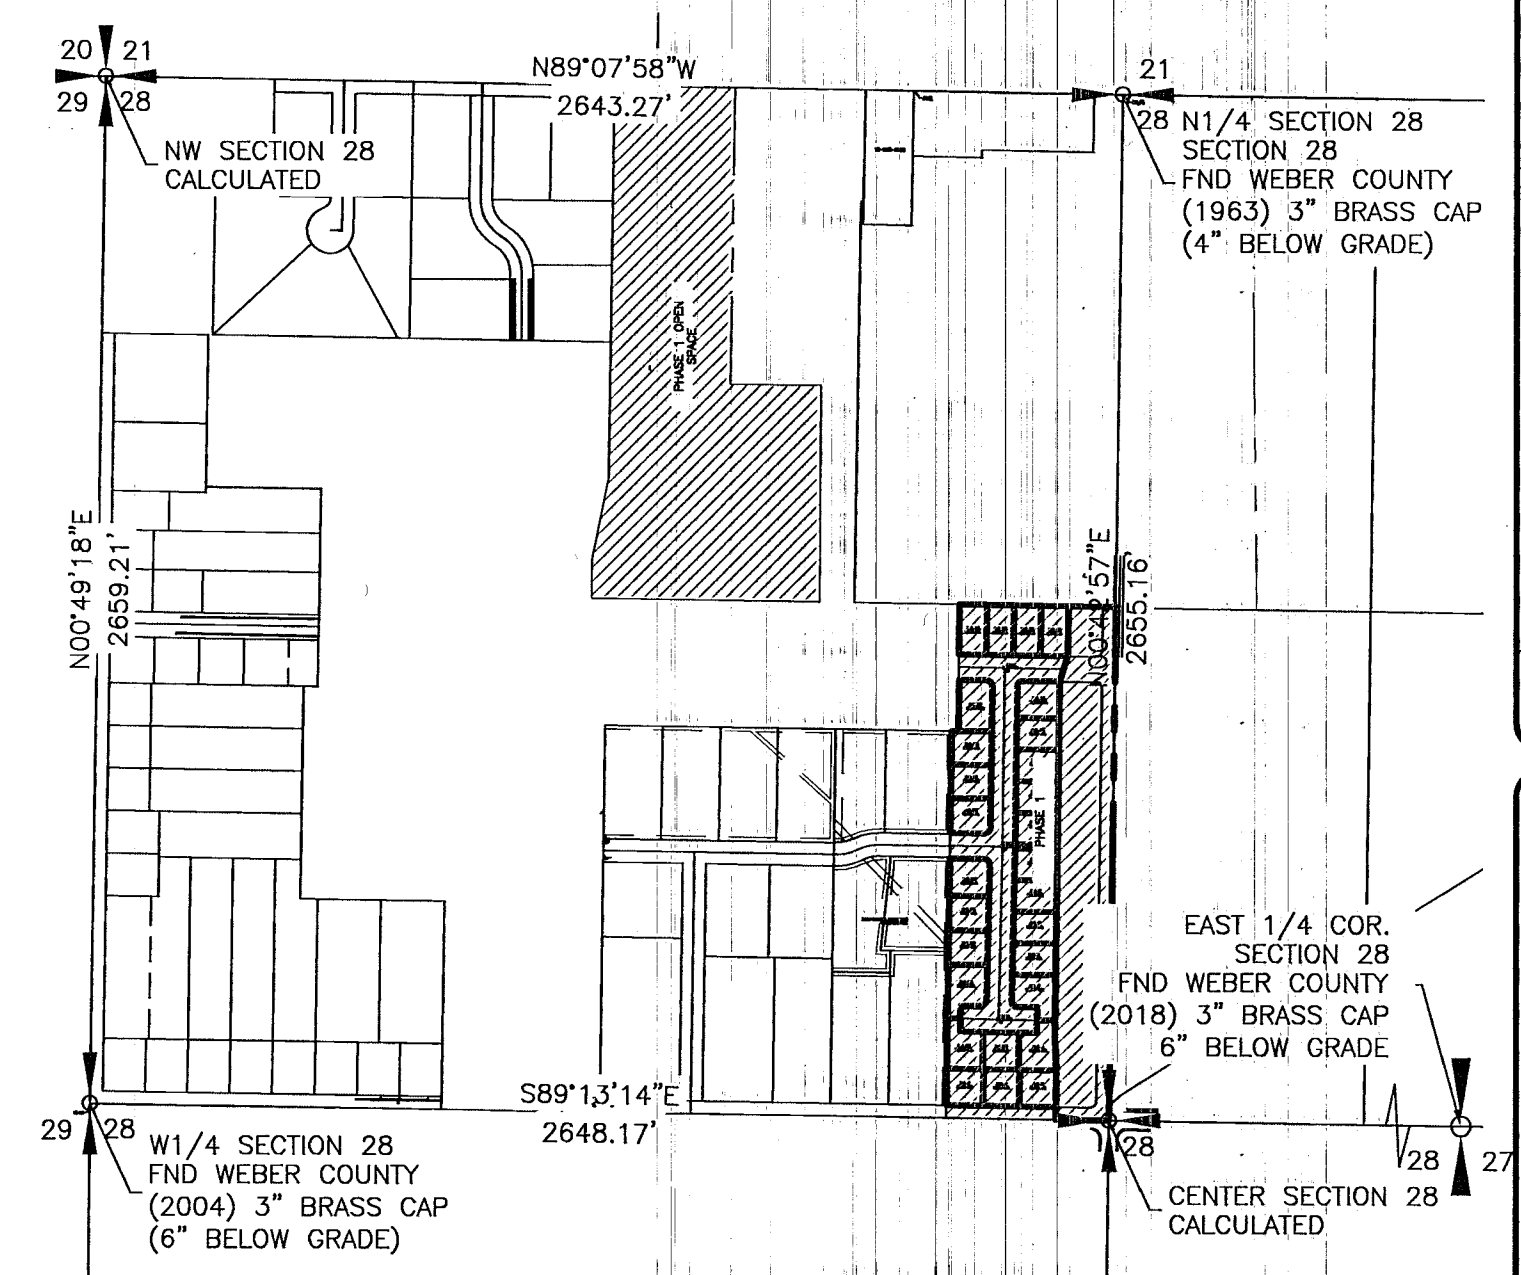 20 21
29 28
NW SECTION 28
CALCULATED
N89°07'58"W
2643.27'
21
28
N1/4 SECTION 28
SECTION 28
FND WEBER COUNTY
(1963) 3" BRASS CAP
(4" BELOW GRADE)
PHASE 1 OPEN
SPACE
N00°49'18"E
2659.21'
2655.16'
PHASE 1
EAST 1/4 COR.
SECTION 28
FND WEBER COUNTY
(2018) 3" BRASS CAP
6" BELOW GRADE
S89°13'14"E
2648.17'
29 28
W1/4 SECTION 28
FND WEBER COUNTY
(2004) 3" BRASS CAP
(6" BELOW GRADE)
28
28 27
CENTER SECTION 28
CALCULATED